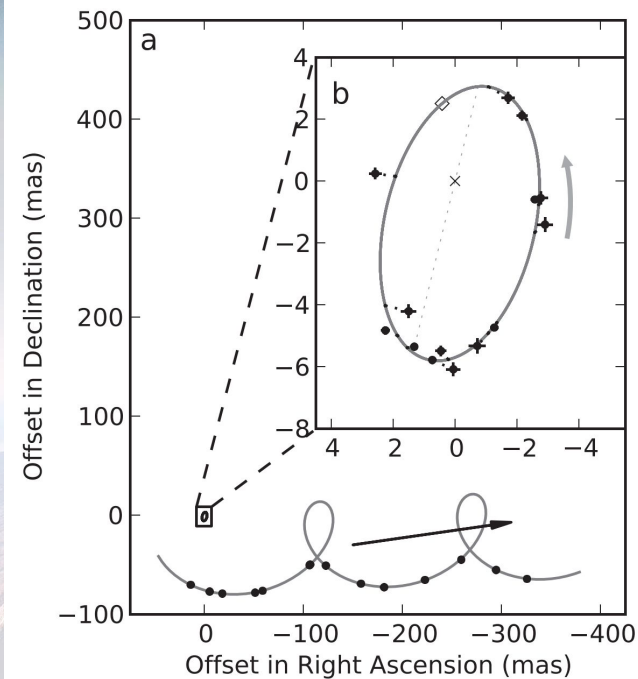 500
a
400
300
200
100
0
−100
Offset in Declination (mas)
b
4
2
0
−2
−4
−6
−8
4 2 0 −2 −4
0 −100 −200 −300 −400
Offset in Right Ascension (mas)